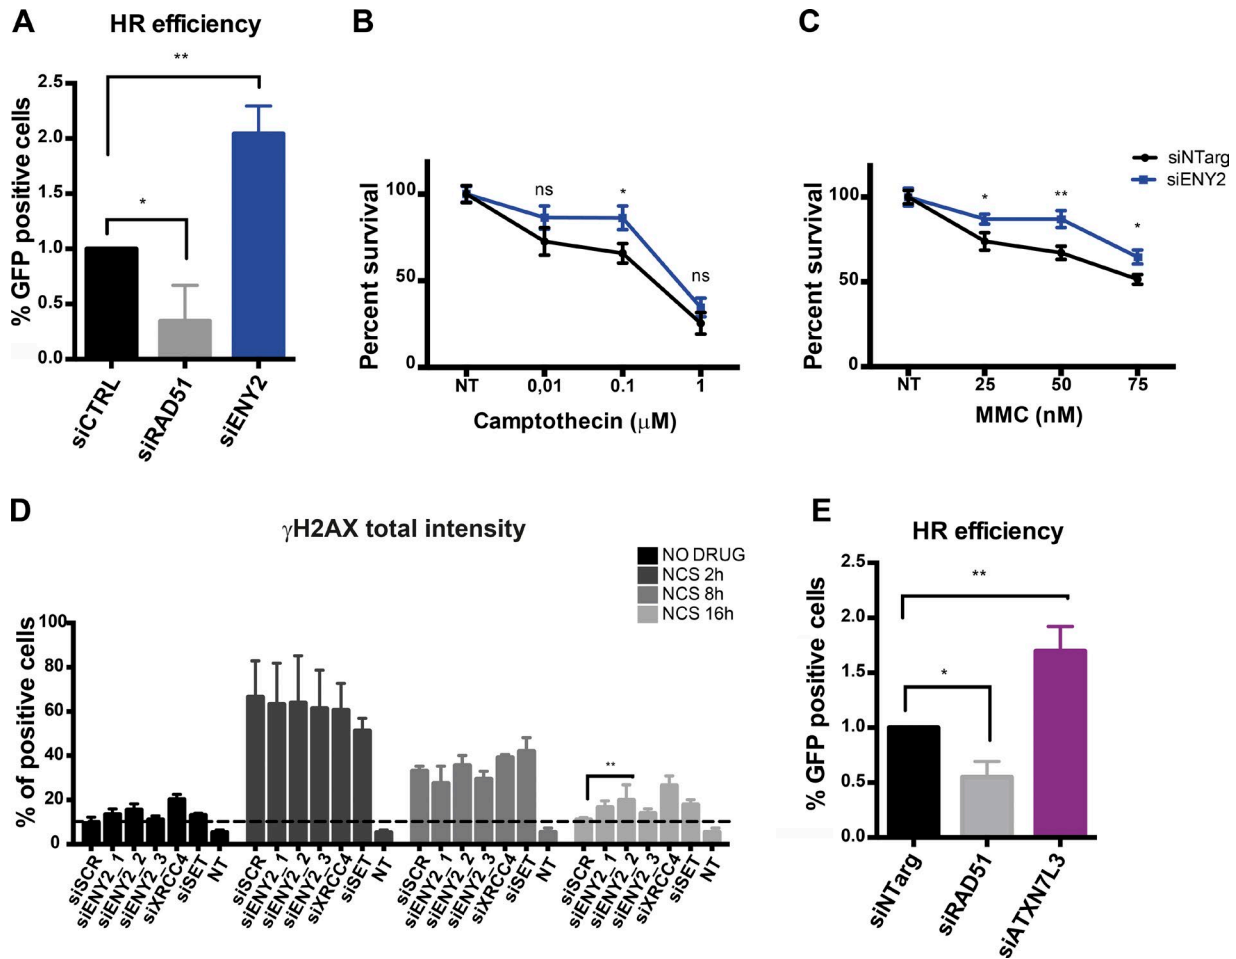 A
HR efficiency
**
*
2.5
2.0
1.5
1.0
0.5
0.0
% GFP positive cells
siCTRL
siRAD51
siENY2
B
100
50
0
Percent survival
ns
*
ns
NT
0,01
0.1
1
Camptothecin (μM)
C
siNTarg
siENY2
100
50
0
Percent survival
*
**
*
NT
25
50
75
MMC (nM)
D
γH2AX total intensity
NO DRUG
NCS 2h
NCS 8h
NCS 16h
100
80
60
40
20
0
% of positive cells
**
siSCR
siENY2_1
siENY2_2
siENY2_3
siXRCC4
siSET
NT
siSCR
siENY2_1
siENY2_2
siENY2_3
siXRCC4
siSET
NT
siSCR
siENY2_1
siENY2_2
siENY2_3
siXRCC4
siSET
NT
siSCR
siENY2_1
siENY2_2
siENY2_3
siXRCC4
siSET
NT
E
HR efficiency
**
*
2.5
2.0
1.5
1.0
0.5
0.0
% GFP positive cells
siNTarg
siRAD51
siATXN7L3